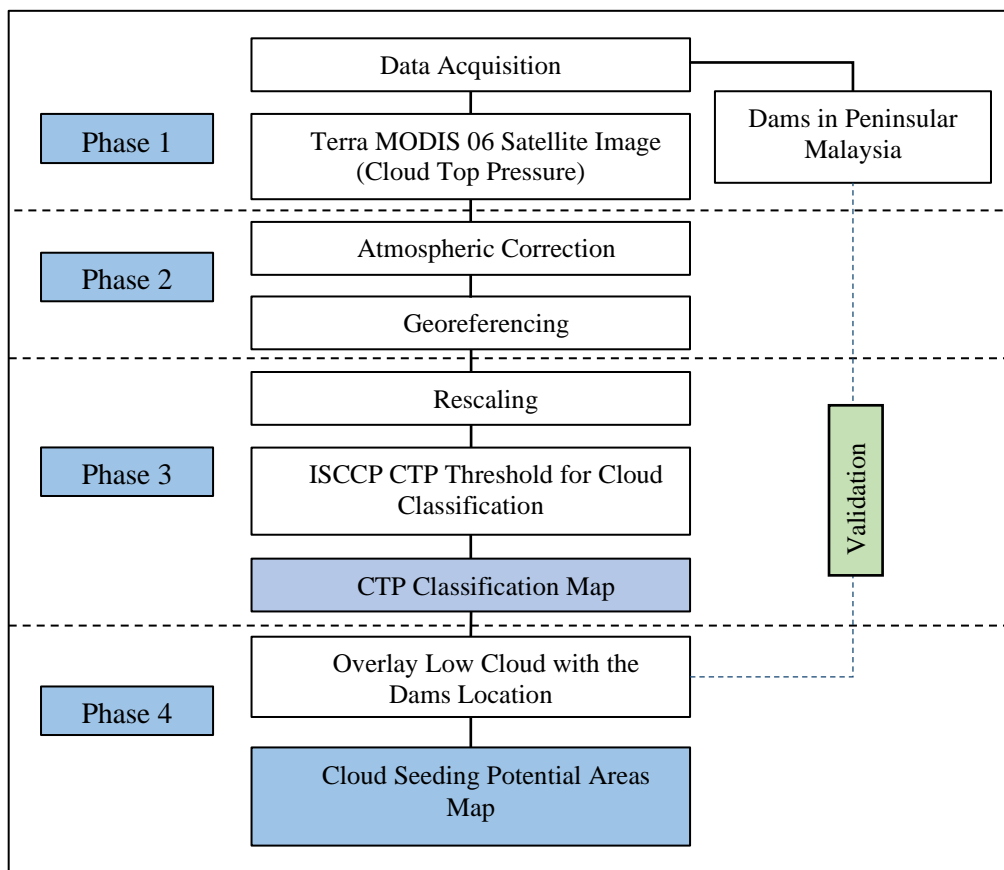 Data Acquisition
Phase 1
Terra MODIS 06 Satellite Image
(Cloud Top Pressure)
Dams in Peninsular
Malaysia
Phase 2
Atmospheric Correction
Georeferencing
Phase 3
Rescaling
ISCCP CTP Threshold for Cloud
Classification
CTP Classification Map
Validation
Phase 4
Overlay Low Cloud with the
Dams Location
Cloud Seeding Potential Areas
Map